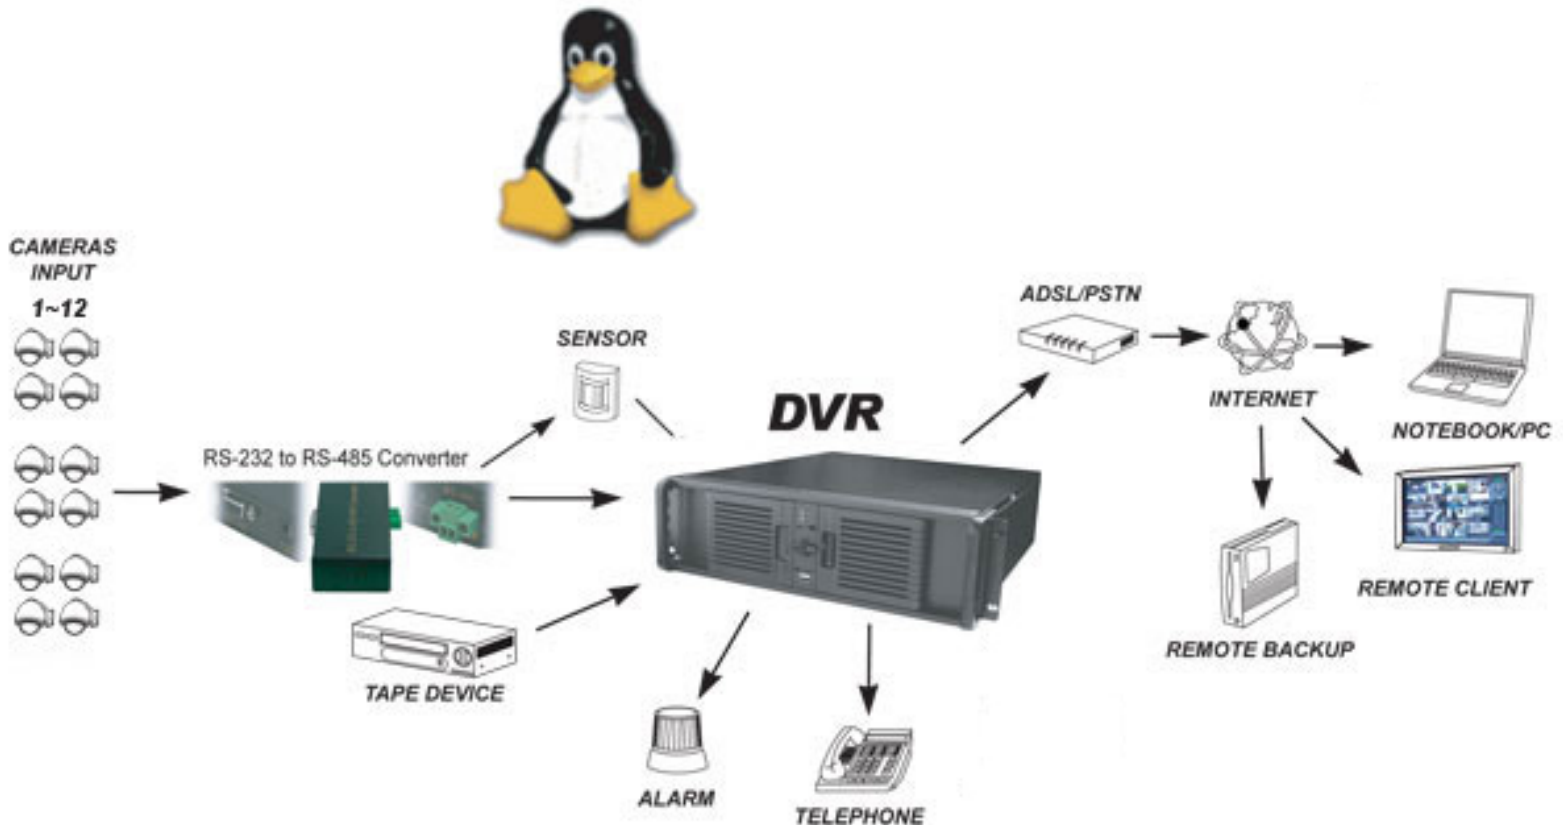 CAMERAS
INPUT
1~12
SENSOR
RS-232 to RS-485 Converter
TAPE DEVICE
DVR
ALARM
TELEPHONE
ADSL/PSTN
INTERNET
NOTEBOOK/PC
REMOTE CLIENT
REMOTE BACKUP